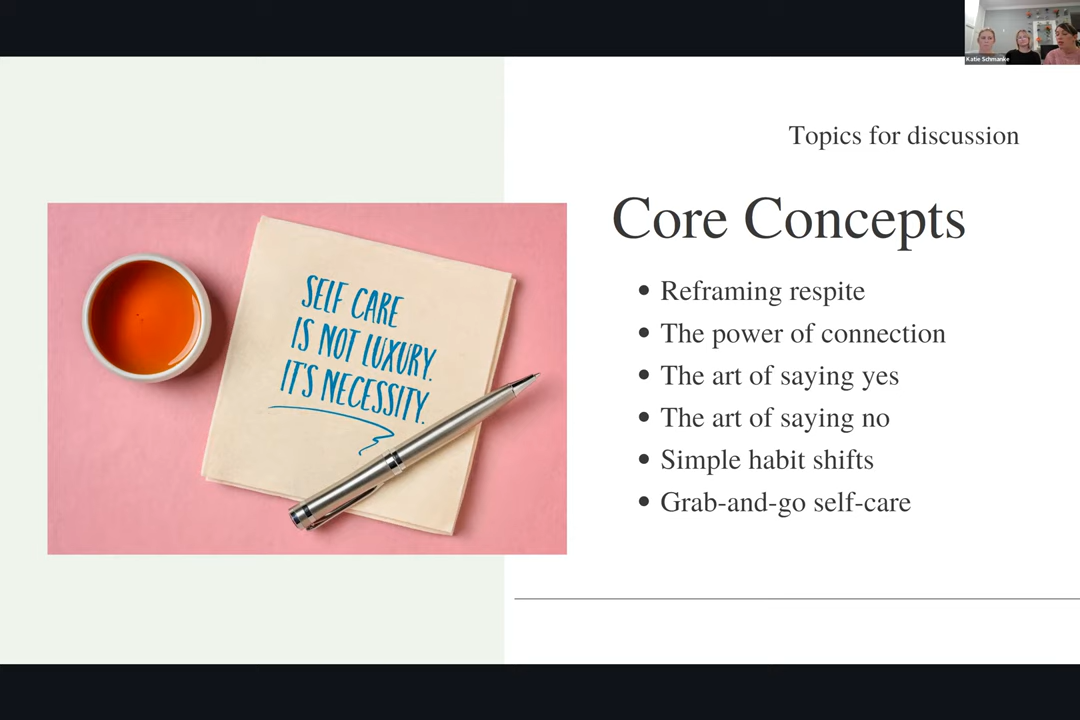 Katie Schmanke
Topics for discussion
Core Concepts
SELF CARE
IS NOT LUXURY.
IT'S NECESSITY.
• Reframing respite
• The power of connection
• The art of saying yes
• The art of saying no
• Simple habit shifts
• Grab-and-go self-care